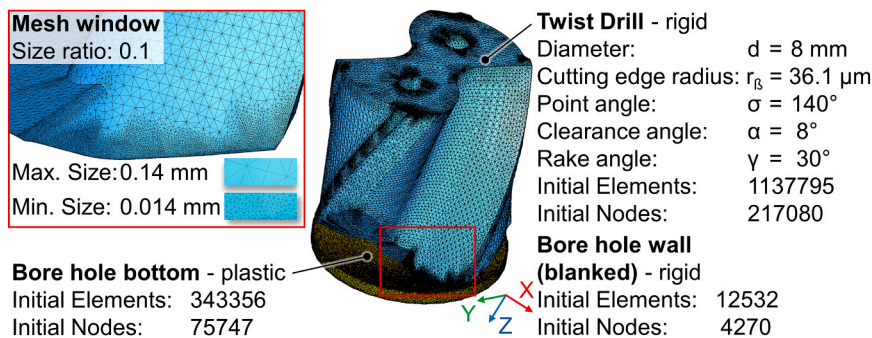 Mesh window
Size ratio: 0.1
Max. Size: 0.14 mm
Min. Size: 0.014 mm
Bore hole bottom - plastic
Initial Elements: 343356
Initial Nodes: 75747
Twist Drill - rigid
Diameter: d = 8 mm
Cutting edge radius: rß = 36.1 µm
Point angle: σ = 140°
Clearance angle: α = 8°
Rake angle: γ = 30°
Initial Elements: 1137795
Initial Nodes: 217080
Bore hole wall
(blanked) - rigid
Initial Elements: 12532
Initial Nodes: 4270
X
Y
Z